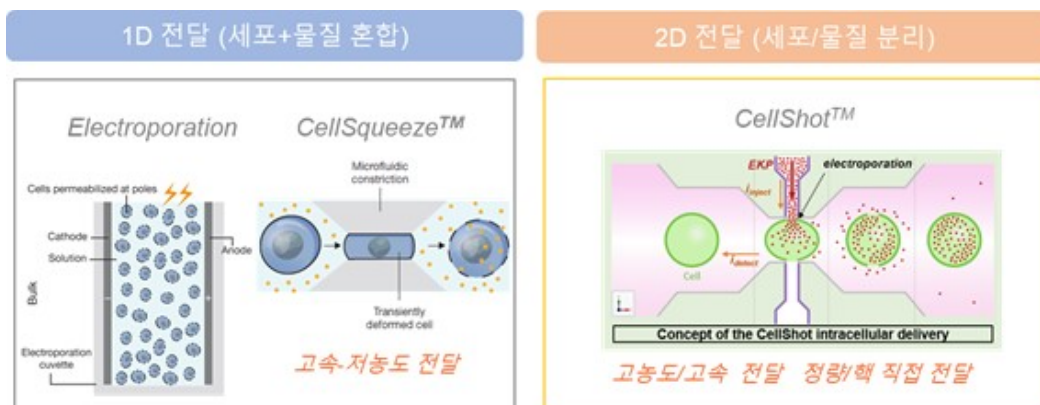 1D 전달 (세포+물질 혼합)
2D 전달 (세포/물질 분리)
Electroporation
CellSqueeze™
Cells permeabilized at poles
Cathode
Solution
Anode
Bulk
Electroporation
cuvette
Microfluidic
constriction
Transiently
deformed cell
고속-저농도 전달
CellShot™
EKP
electroporation
i inject
i detect
Cell
Concept of the CellShot intracellular delivery
고농도/고속 전달 정량/핵 직접 전달